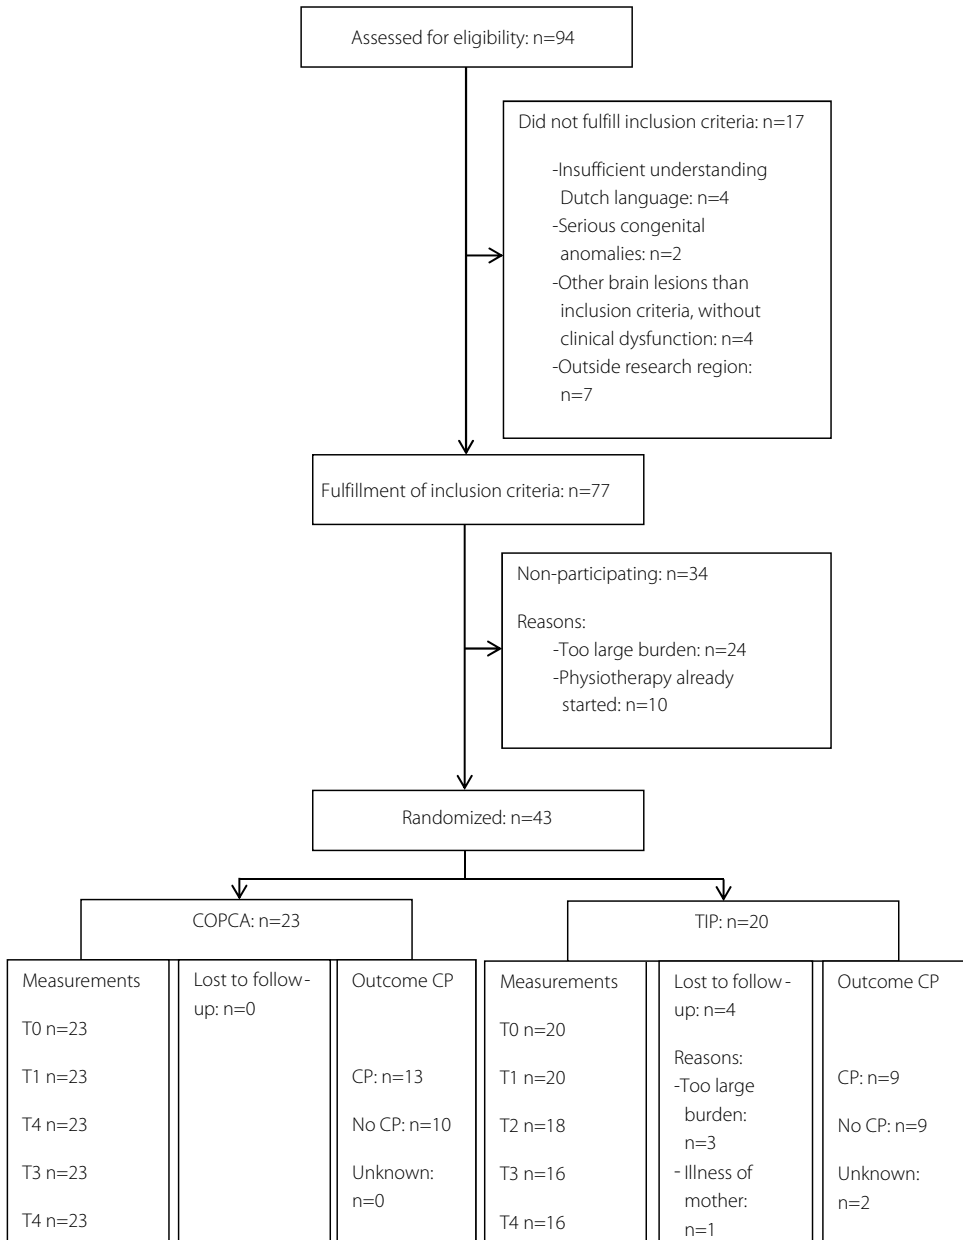 Assessed for eligibility: n=94
Did not fulfill inclusion criteria: n=17
-Insufficient understanding
Dutch language: n=4
-Serious congenital
anomalies: n=2
-Other brain lesions than
inclusion criteria, without
clinical dysfunction: n=4
-Outside research region:
n=7
Fulfillment of inclusion criteria: n=77
Non-participating: n=34
Reasons:
-Too large burden: n=24
-Physiotherapy already
started: n=10
Randomized: n=43
COPCA: n=23
Measurements
T0 n=23
T1 n=23
T4 n=23
T3 n=23
T4 n=23
Lost to follow-
up: n=0
Outcome CP
CP: n=13
No CP: n=10
Unknown:
n=0
TIP: n=20
Measurements
T0 n=20
T1 n=20
T2 n=18
T3 n=16
T4 n=16
Lost to follow-
up: n=4
Reasons:
-Too large
burden:
n=3
- Illness of
mother:
n=1
Outcome CP
CP: n=9
No CP: n=9
Unknown:
n=2